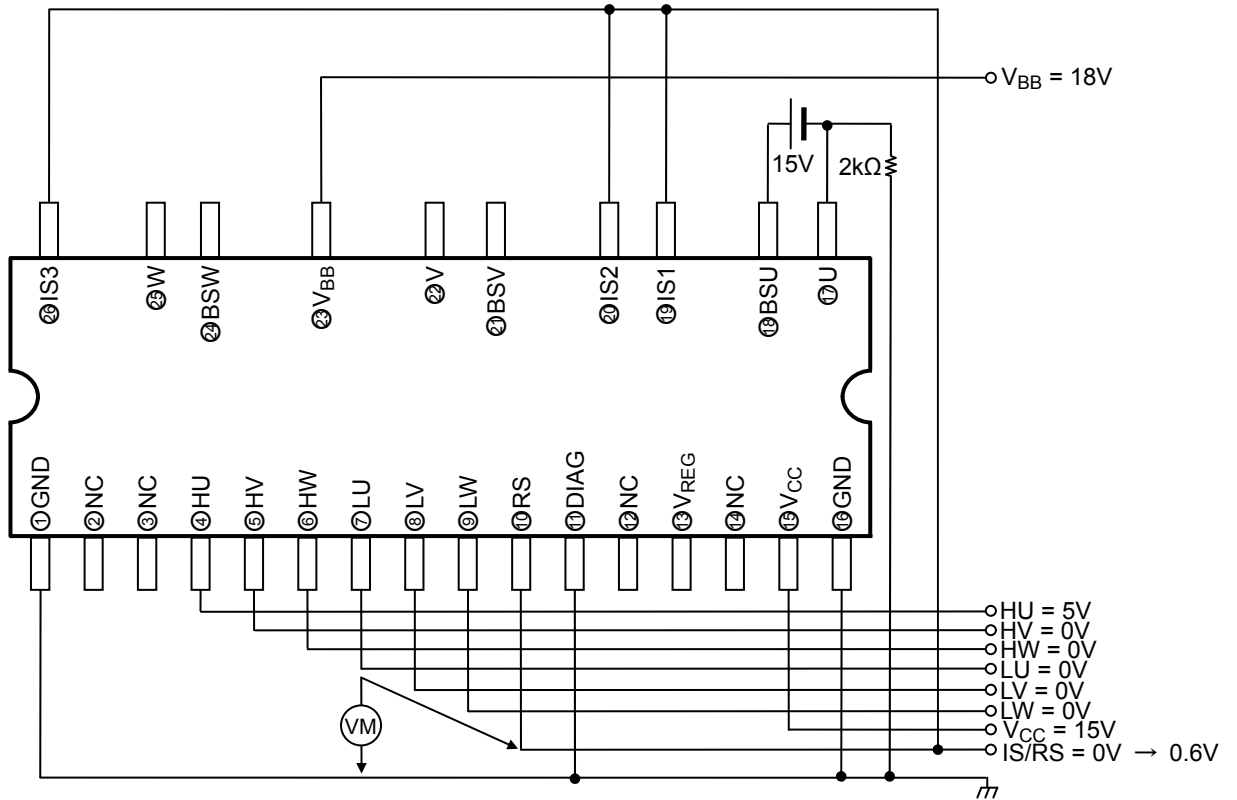 V_BB = 18V
15V
2kΩ
㉖IS3
㉕W
㉔BSW
㉓V_BB
㉒V
㉑BSV
⑳IS2
⑲IS1
⑱BSU
⑰U
①GND
②NC
③NC
④HU
⑤HV
⑥HW
⑦LU
⑧LV
⑨LW
⑩RS
⑪DIAG
⑫NC
⑬V_REG
⑭NC
⑮V_CC
⑯GND
HU = 5V
HV = 0V
HW = 0V
LU = 0V
LV = 0V
LW = 0V
V_CC = 15V
IS/RS = 0V → 0.6V
VM